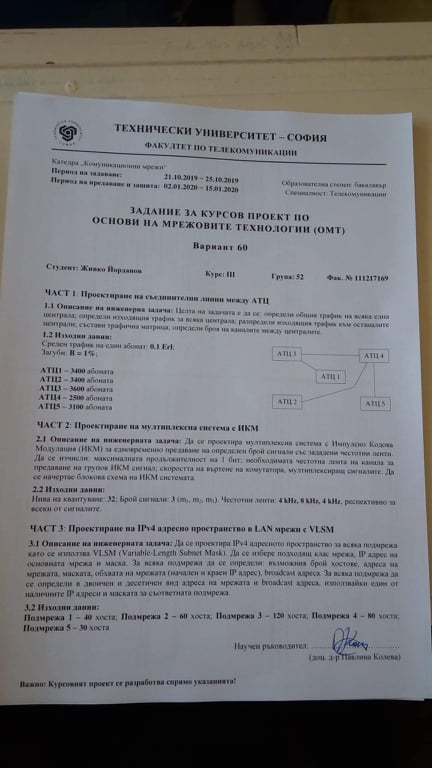 ТЕХНИЧЕСКИ УНИВЕРСИТЕТ – СОФИЯ
ФАКУЛТЕТ ПО ТЕЛЕКОМУНИКАЦИИ
Катедра „Комуникационни мрежи"
Период на задаване: 21.10.2019 ÷ 25.10.2019
Образователна степен: бакалавър
Период на предаване и защита: 02.01.2020 ÷ 15.01.2020
Специалност: Телекомуникации
ЗАДАНИЕ ЗА КУРСОВ ПРОЕКТ ПО
ОСНОВИ НА МРЕЖОВИТЕ ТЕХНОЛОГИИ (ОМТ)
Вариант 60
Студент: Живко Йорданов Курс: III Група: 52 Фак. № 111217169
ЧАСТ 1: Проектиране на съединителни линии между АТЦ
1.1 Описание на инженерната задача: Целта на задачата е да се: определи общия трафик на всяка една
централа; определи изходящия трафик за всяка централа; разпредели изходящия трафик към останалите
централи; състави трафична матрица; определи броя на каналите между централите.
1.2 Изходни данни:
Среден трафик на един абонат: 0.1 Erl;
Загуби: B = 1%;
АТЦ1 – 3400 абоната
АТЦ2 – 3400 абоната
АТЦ3 – 3600 абоната
АТЦ4 – 2500 абоната
АТЦ5 – 3100 абоната
АТЦ 3
АТЦ 4
АТЦ 1
АТЦ 2
АТЦ 5
ЧАСТ 2: Проектиране на мултиплексна система с ИКМ
2.1 Описание на инженерната задача: Да се проектира мултиплексна система с Импулсно Кодова
Модулация (ИКМ) за едновременно предаване на определен брой сигнали със зададени честотни ленти.
Да се изчисли: максималната продължителност на 1 бит; необходимата честотна лента на канала за
предаване на групов ИКМ сигнал; скоростта на въртене на комутатора, мултиплексиращ сигналите. Да
се начертае блокова схема на ИКМ системата.
2.2 Изходни данни:
Нива на квантуване: 32; Брой сигнали: 3 (m₁, m₂, m₃). Честотни ленти: 4 kHz, 8 kHz, 4 kHz, респективно за
всеки от сигналите.
ЧАСТ 3: Проектиране на IPv4 адресно пространство в LAN мрежи с VLSM
3.1 Описание на инженерната задача: Да се проектира IPv4 адресното пространство за всяка подмрежа
като се използва VLSM (Variable-Length Subnet Mask). Да се избере подходящ клас мрежа, IP адрес на
основната мрежа и маска. За всяка подмрежа да се определи: възможния брой хостове, адреса на
мрежата, маската, обхвата на мрежата (начален и краен IP адрес), broadcast адреса. За всяка подмрежа да
се определи в двоичен и десетичен вид адреса на мрежата и broadcast адреса, използвайки един от
наличните IP адреси и маската за съответната подмрежа.
3.2 Изходни данни:
Подмрежа 1 – 40 хоста; Подмрежа 2 – 60 хоста; Подмрежа 3 – 120 хоста; Подмрежа 4 – 80 хоста;
Подмрежа 5 – 30 хоста
Научен ръководител:
(доц. д-р Павлина Колева)
Важно: Курсовият проект се разработва спрямо указанията!